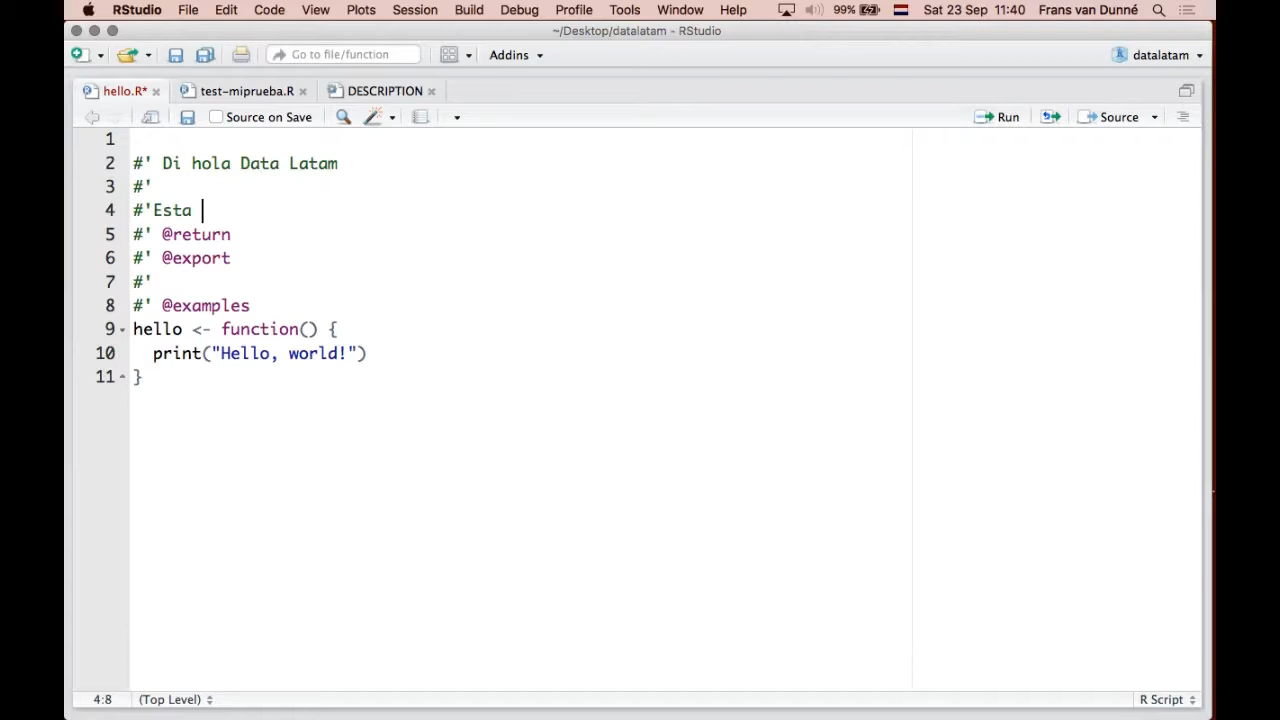 RStudio File Edit Code View Plots Session Build Debug Profile Tools Window Help 99% Sat 23 Sep 11:40 Frans van Dunné
~/Desktop/datalatam - RStudio
Go to file/function Addins datalatam
hello.R* test-miprueba.R DESCRIPTION
Source on Save Run Source
1
2 #' Di hola Data Latam
3 #'
4 #'Esta
5 #' @return
6 #' @export
7 #'
8 #' @examples
9 hello <- function() {
10 print("Hello, world!")
11 }
4:8 (Top Level) R Script